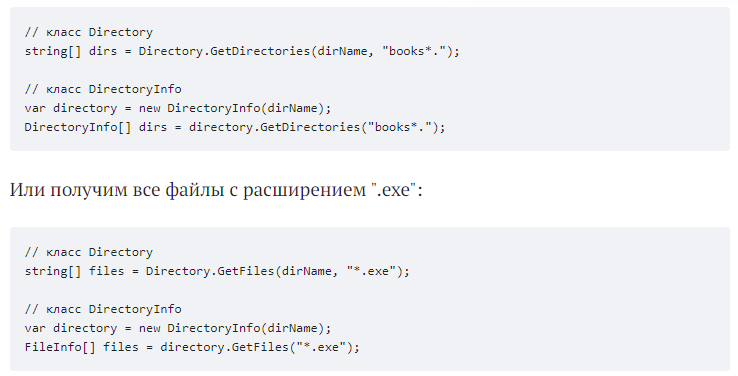 // класс Directory
string[] dirs = Directory.GetDirectories(dirName, "books*.");
// класс DirectoryInfo
var directory = new DirectoryInfo(dirName);
DirectoryInfo[] dirs = directory.GetDirectories("books*.");
Или получим все файлы с расширением ".exe":
// класс Directory
string[] files = Directory.GetFiles(dirName, "*.exe");
// класс DirectoryInfo
var directory = new DirectoryInfo(dirName);
FileInfo[] files = directory.GetFiles("*.exe");